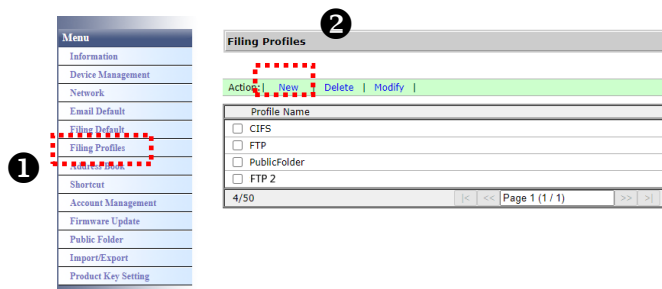 ❷
Menu
Information
Device Management
Network
Email Default
Filing Default
Filing Profiles
Address Book
Shortcut
Account Management
Firmware Update
Public Folder
Import/Export
Product Key Setting
❶
Filing Profiles
Action: | New | Delete | Modify |
Profile Name
CIFS
FTP
PublicFolder
FTP 2
4/50 |< << Page 1 (1 / 1) >> >|